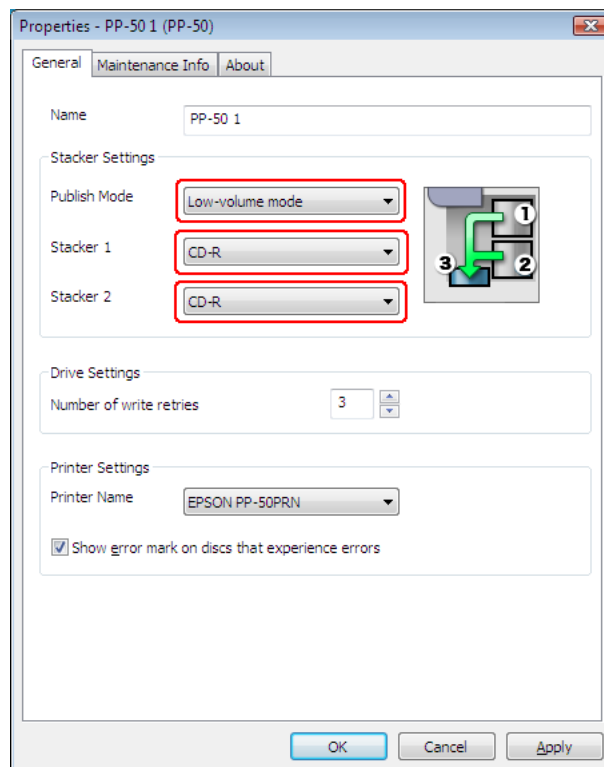 Properties - PP-50 1 (PP-50)
General Maintenance Info About
Name PP-50 1
Stacker Settings
Publish Mode Low-volume mode
1
Stacker 1 CD-R
3 2
Stacker 2 CD-R
Drive Settings
Number of write retries 3
Printer Settings
Printer Name EPSON PP-50PRN
Show error mark on discs that experience errors
OK Cancel Apply